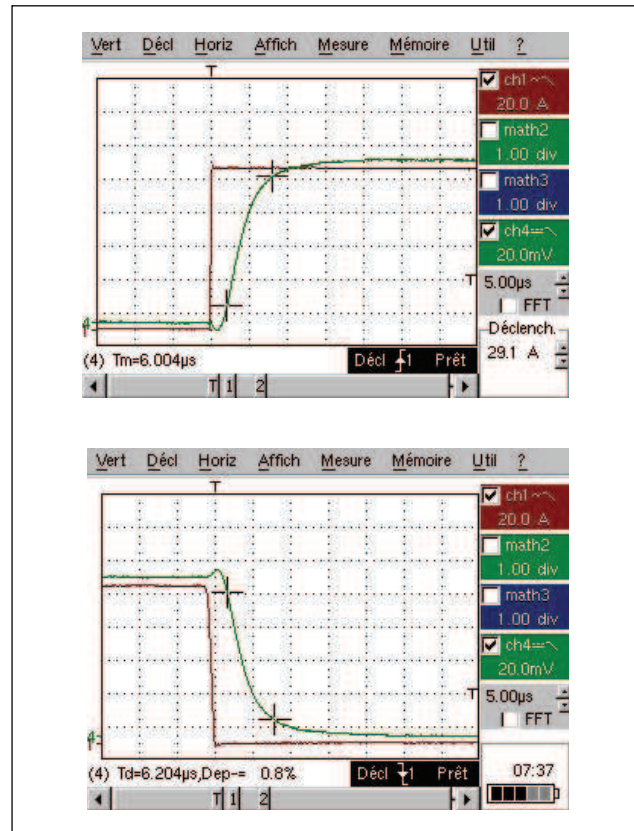 Vert Décl Horiz Affich Mesure Mémoire Util ?
T
ch1
20.0 A
math2
1.00 div
math3
1.00 div
ch4
20.0mV
T 5.00µs
FFT
4
Déclench.
29.1 A
(4) Tm=6.004µs Décl 1 Prêt
T 1 2
Vert Décl Horiz Affich Mesure Mémoire Util ?
T
ch1
20.0 A
math2
1.00 div
math3
1.00 div
ch4
20.0mV
T 5.00µs
FFT
4
(4) Td=6.204µs,Dep-= 0.8% Décl 1 Prêt
07:37
T 1 2